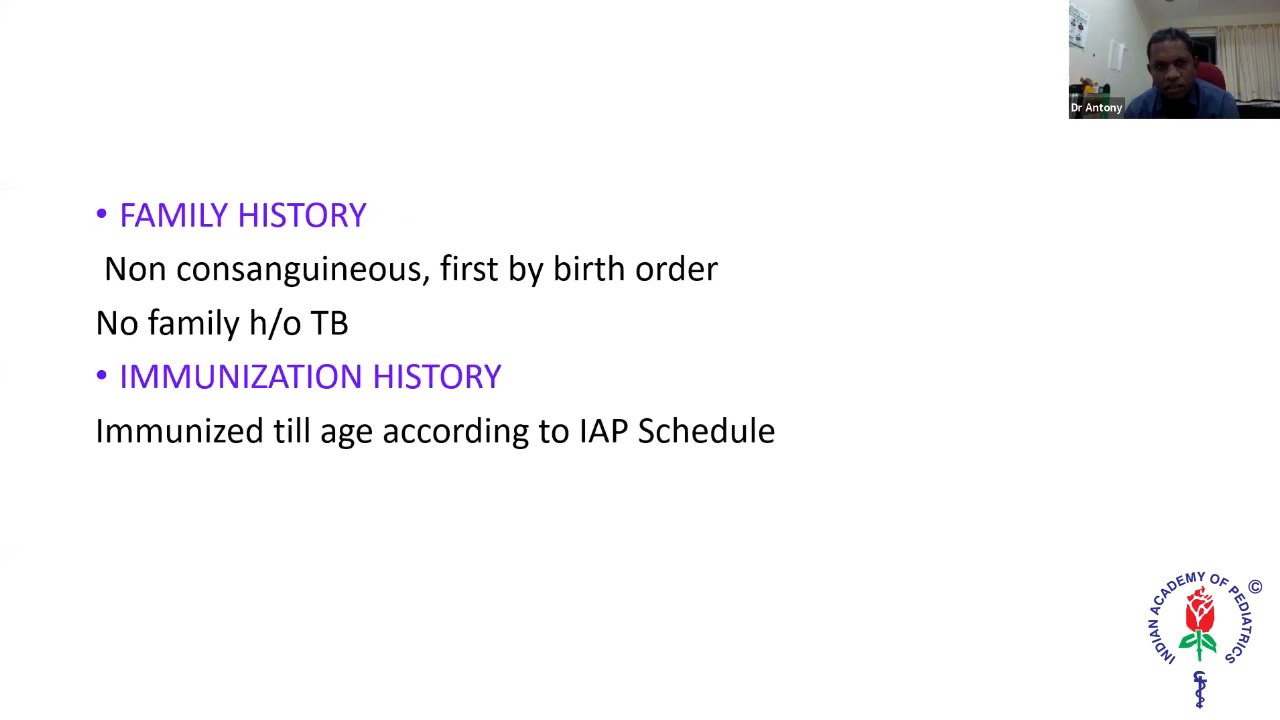 Dr Antony
• FAMILY HISTORY
Non consanguineous, first by birth order
No family h/o TB
• IMMUNIZATION HISTORY
Immunized till age according to IAP Schedule
INDIAN ACADEMY OF PEDIATRICS
©